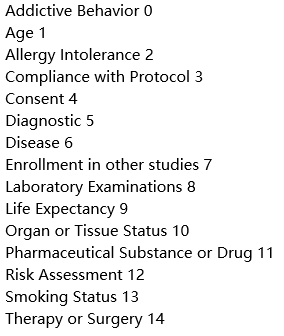 Addictive Behavior 0
Age 1
Allergy Intolerance 2
Compliance with Protocol 3
Consent 4
Diagnostic 5
Disease 6
Enrollment in other studies 7
Laboratory Examinations 8
Life Expectancy 9
Organ or Tissue Status 10
Pharmaceutical Substance or Drug 11
Risk Assessment 12
Smoking Status 13
Therapy or Surgery 14